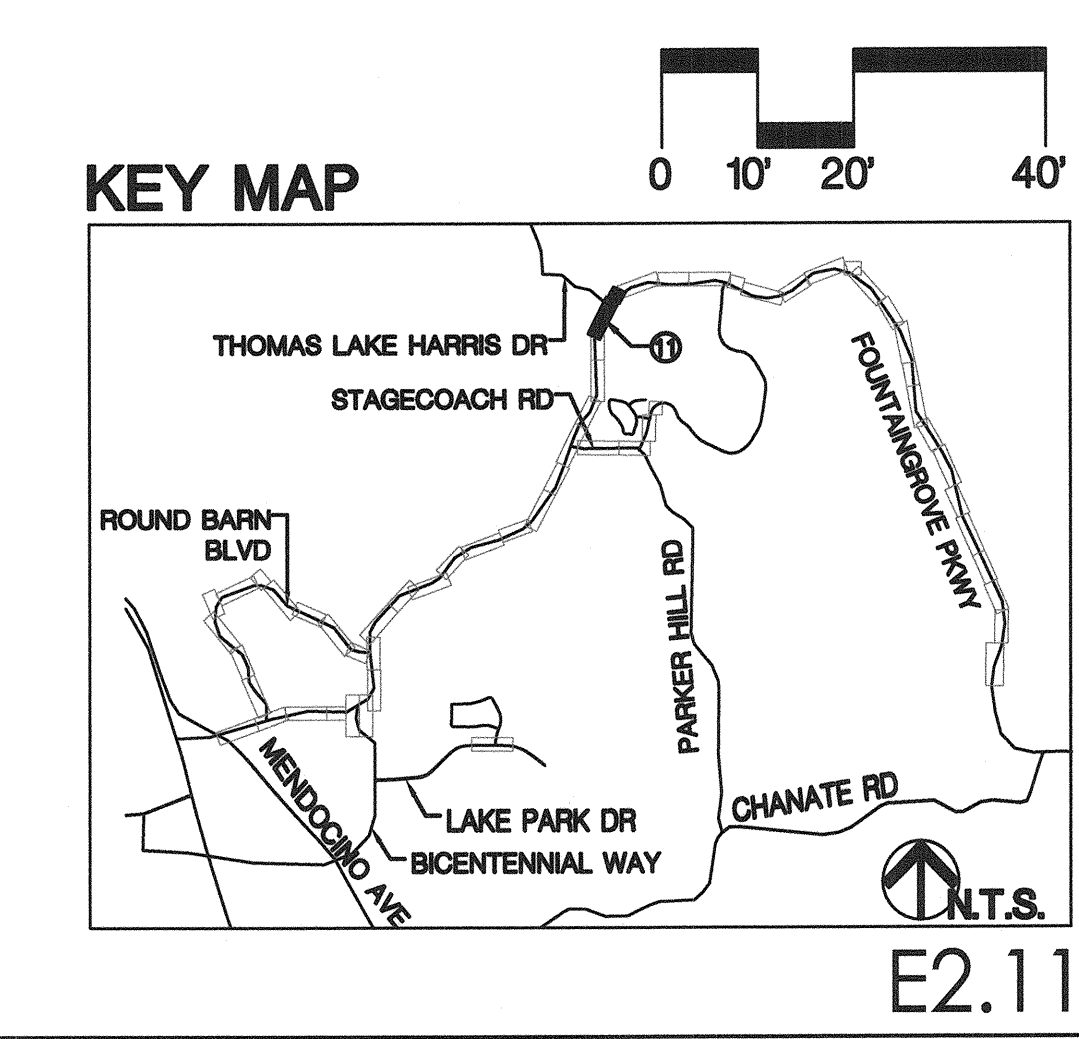 0 10' 20' 40'
KEY MAP
THOMAS LAKE HARRIS DR
11
STAGECOACH RD
FOUNTAINGROVE PKWY
ROUND BARN
BLVD
PARKER HILL RD
MENDOCINO AVE
CHANATE RD
LAKE PARK DR
BICENTENNIAL WAY
N.T.S.
E2.11